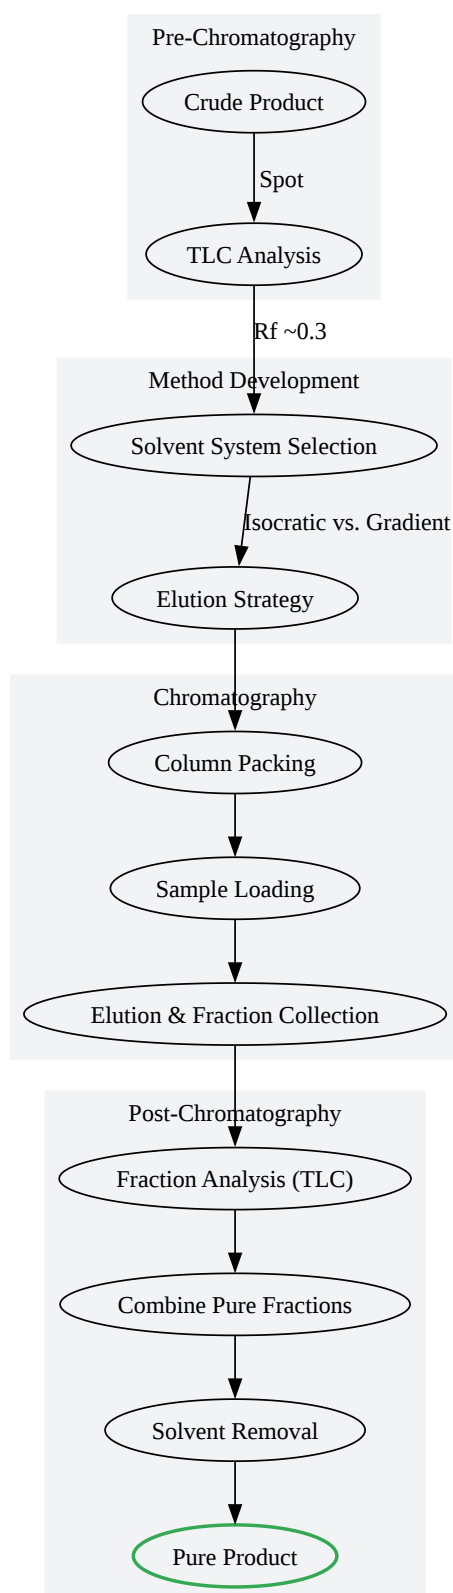 Pre-Chromatography
Crude Product
Spot
TLC Analysis
Rf ~0.3
Method Development
Solvent System Selection
Isocratic vs. Gradient
Elution Strategy
Chromatography
Column Packing
Sample Loading
Elution & Fraction Collection
Post-Chromatography
Fraction Analysis (TLC)
Combine Pure Fractions
Solvent Removal
Pure Product